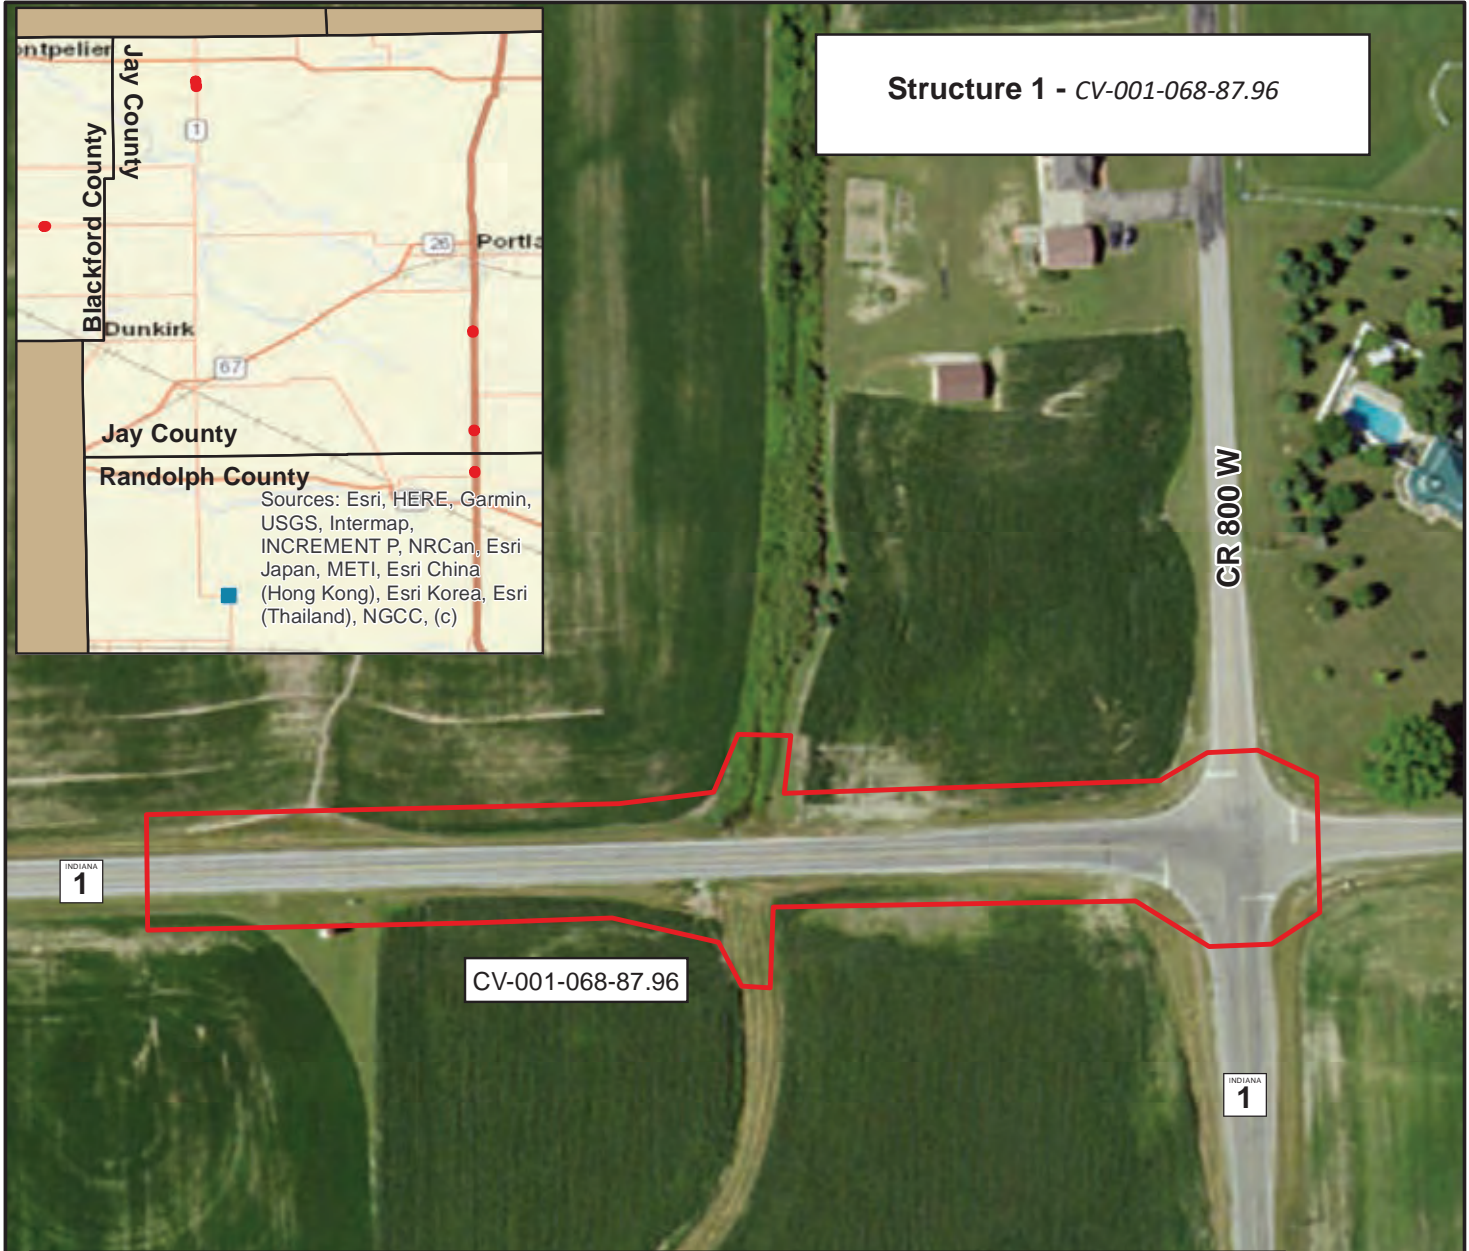 Structure 1 - CV-001-068-87.96
ontpelier
Jay County
1
Blackford County
26
Portla
Dunkirk
67
Jay County
Randolph County
Sources: Esri, HERE, Garmin,
USGS, Intermap,
INCREMENT P, NRCan, Esri
Japan, METI, Esri China
(Hong Kong), Esri Korea, Esri
(Thailand), NGCC, (c)
CR 800 W
INDIANA
1
CV-001-068-87.96
INDIANA
1